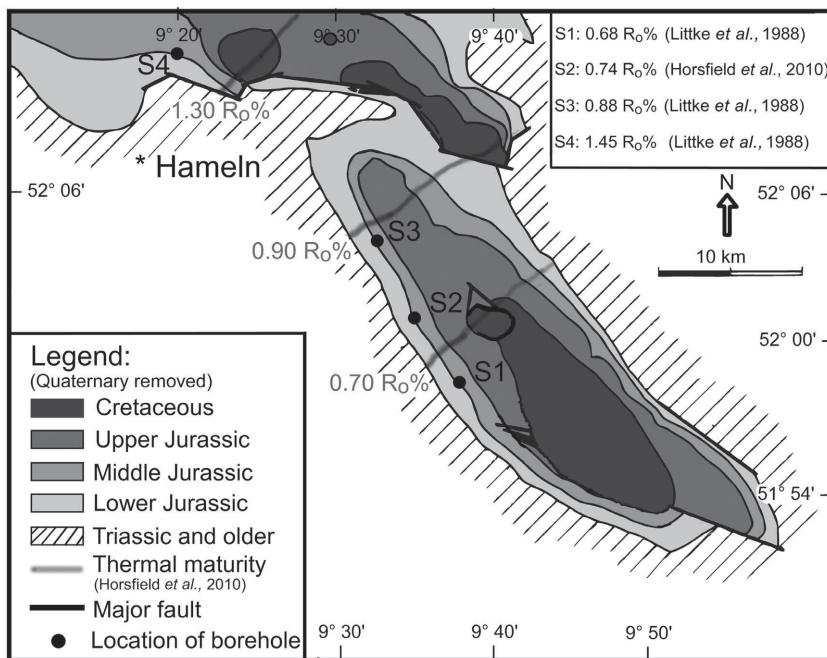 9° 20'
9° 30'
9° 40'
S1: 0.68 Ro% (Littke et al., 1988)
S2: 0.74 (Horsfield et al., 2010)
S3: 0.88 Ro% (Littke et al., 1988)
S4: 1.45 Ro% (Littke et al., 1988)
S4
1.30 Ro%
* Hameln
52° 06'
52° 06'
N
10 km
S3
0.90 Ro%
S2
52° 00'
S1
0.70 Ro%
51° 54'
Legend:
(Quaternary removed)
Cretaceous
Upper Jurassic
Middle Jurassic
Lower Jurassic
Triassic and older
Thermal maturity
(Horsfield et al., 2010)
Major fault
Location of borehole
9° 30'
9° 40'
9° 50'